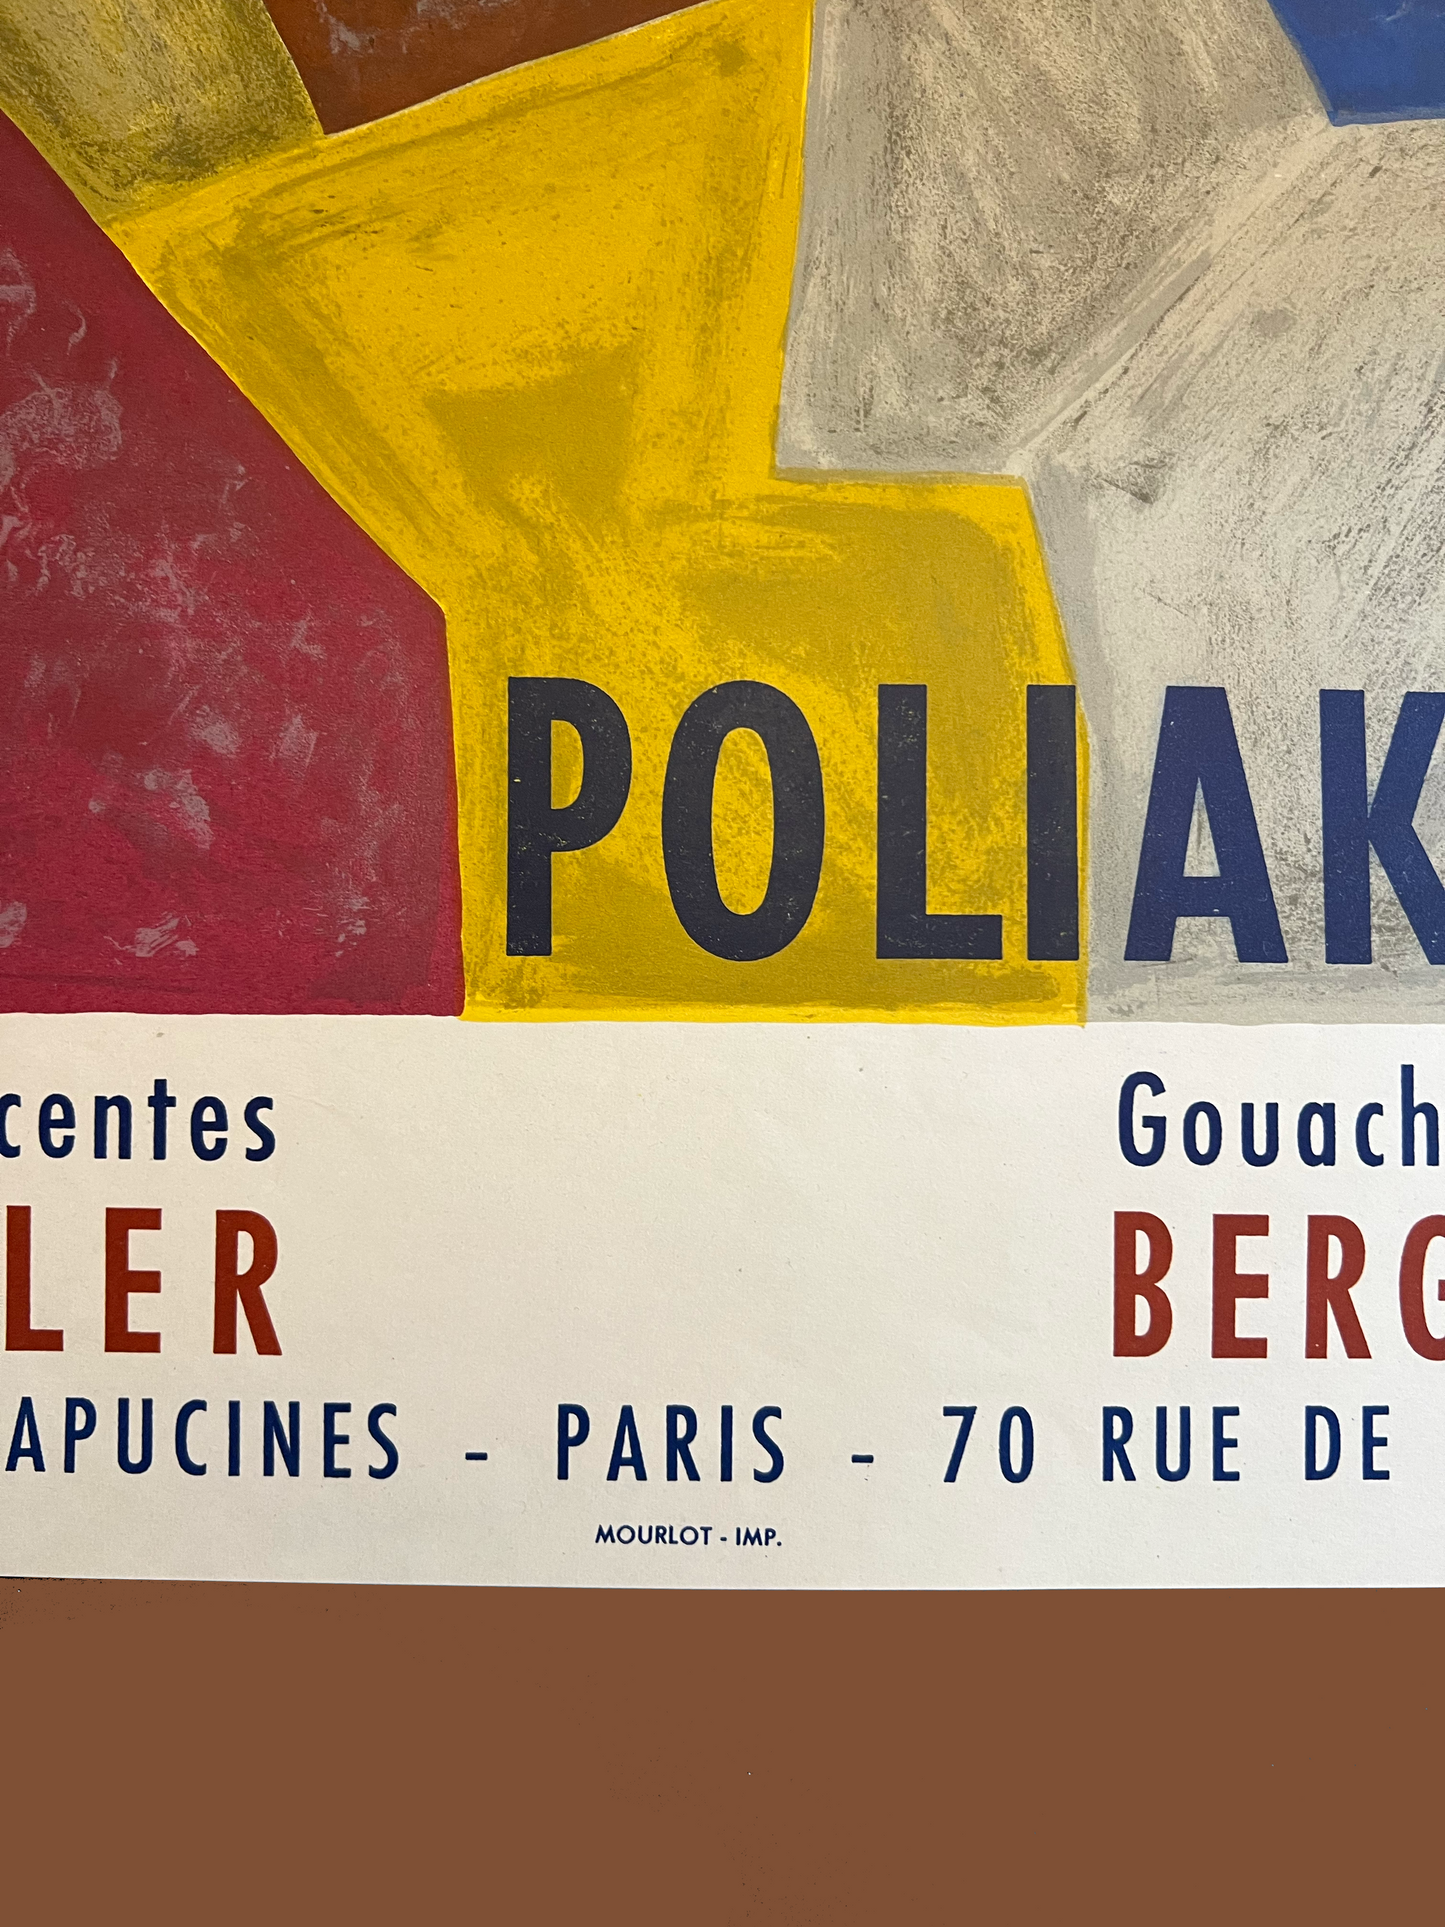 POLIAK
centes Gouach
LER BERG
APUCINES - PARIS - 70 RUE DE
MOURLOT - IMP.